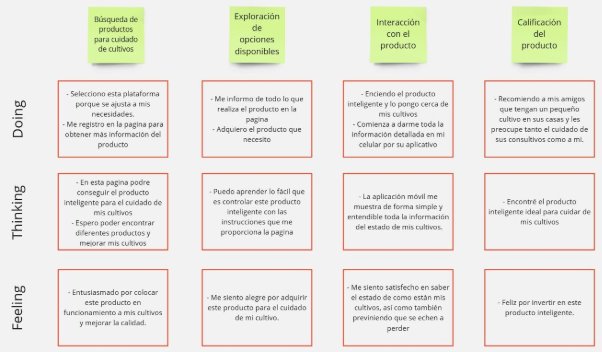 Búsqueda de
productos
para cuidado
de cultivos
Exploración
de
opciones
disponibles
Interacción
con el
producto
Calificación
del
producto
Doing
- Selecciono esta plataforma
porque se ajusta a mis
necesidades.
- Me registro en la pagina para
obtener más información del
producto
- Me informo de todo lo que
realiza el producto en la
pagina
- Adquiero el producto que
necesito
- Enciendo el producto
inteligente y lo pongo cerca de
mis cultivos
- Comienza a darme toda la
información detallada en mi
celular por su aplicativo
- Recomiendo a mis amigos
que tengan un pequeño
cultivo en sus casas y les
preocupe tanto el cuidado de
sus consultivos como a mi.
Thinking
- En esta pagina podre
conseguir el producto
inteligente para el cuidado de
mis cultivos
- Espero poder encontrar
diferentes productos y
mejorar mis cultivos
- Puedo aprender lo fácil que
es controlar este producto
inteligente con las
instrucciones que me
proporciona la pagina
- La aplicación móvil me
muestra de forma simple y
entendible toda la información
del estado de mis cultivos.
- Encontré el producto
inteligente ideal para cuidar de
mis cultivos
Feeling
- Entusiasmado por colocar
este producto en
funcionamiento a mis cultivos
y mejorar la calidad.
- Me siento alegre por adquirir
este producto para el cuidado
de mi cultivo.
- Me siento satisfecho en saber
el estado de como están mis
cultivos, así como también
previniendo que se echen a
perder
- Feliz por invertir en este
producto inteligente.